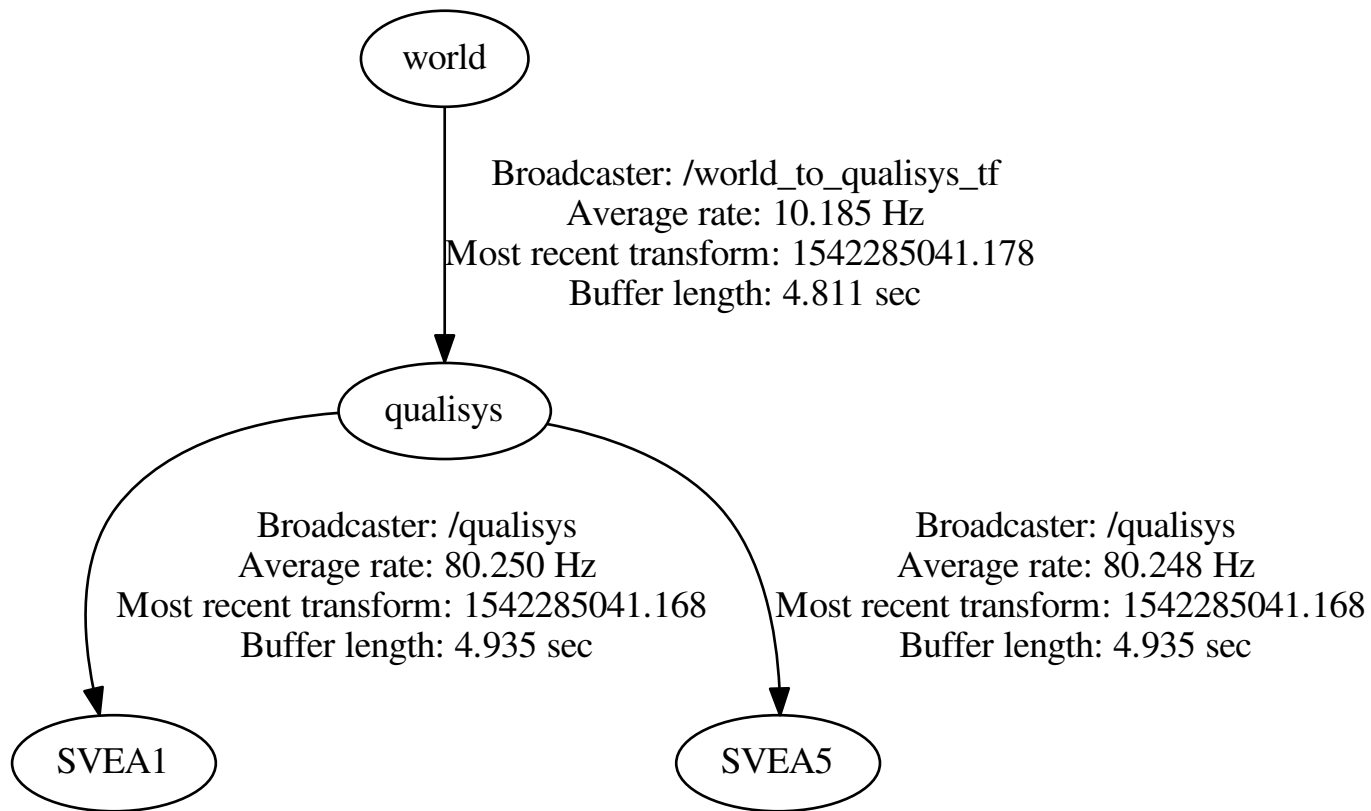 world
Broadcaster: /world_to_qualisys_tf
Average rate: 10.185 Hz
Most recent transform: 1542285041.178
Buffer length: 4.811 sec
qualisys
Broadcaster: /qualisys
Average rate: 80.250 Hz
Most recent transform: 1542285041.168
Buffer length: 4.935 sec
Broadcaster: /qualisys
Average rate: 80.248 Hz
Most recent transform: 1542285041.168
Buffer length: 4.935 sec
SVEA1
SVEA5